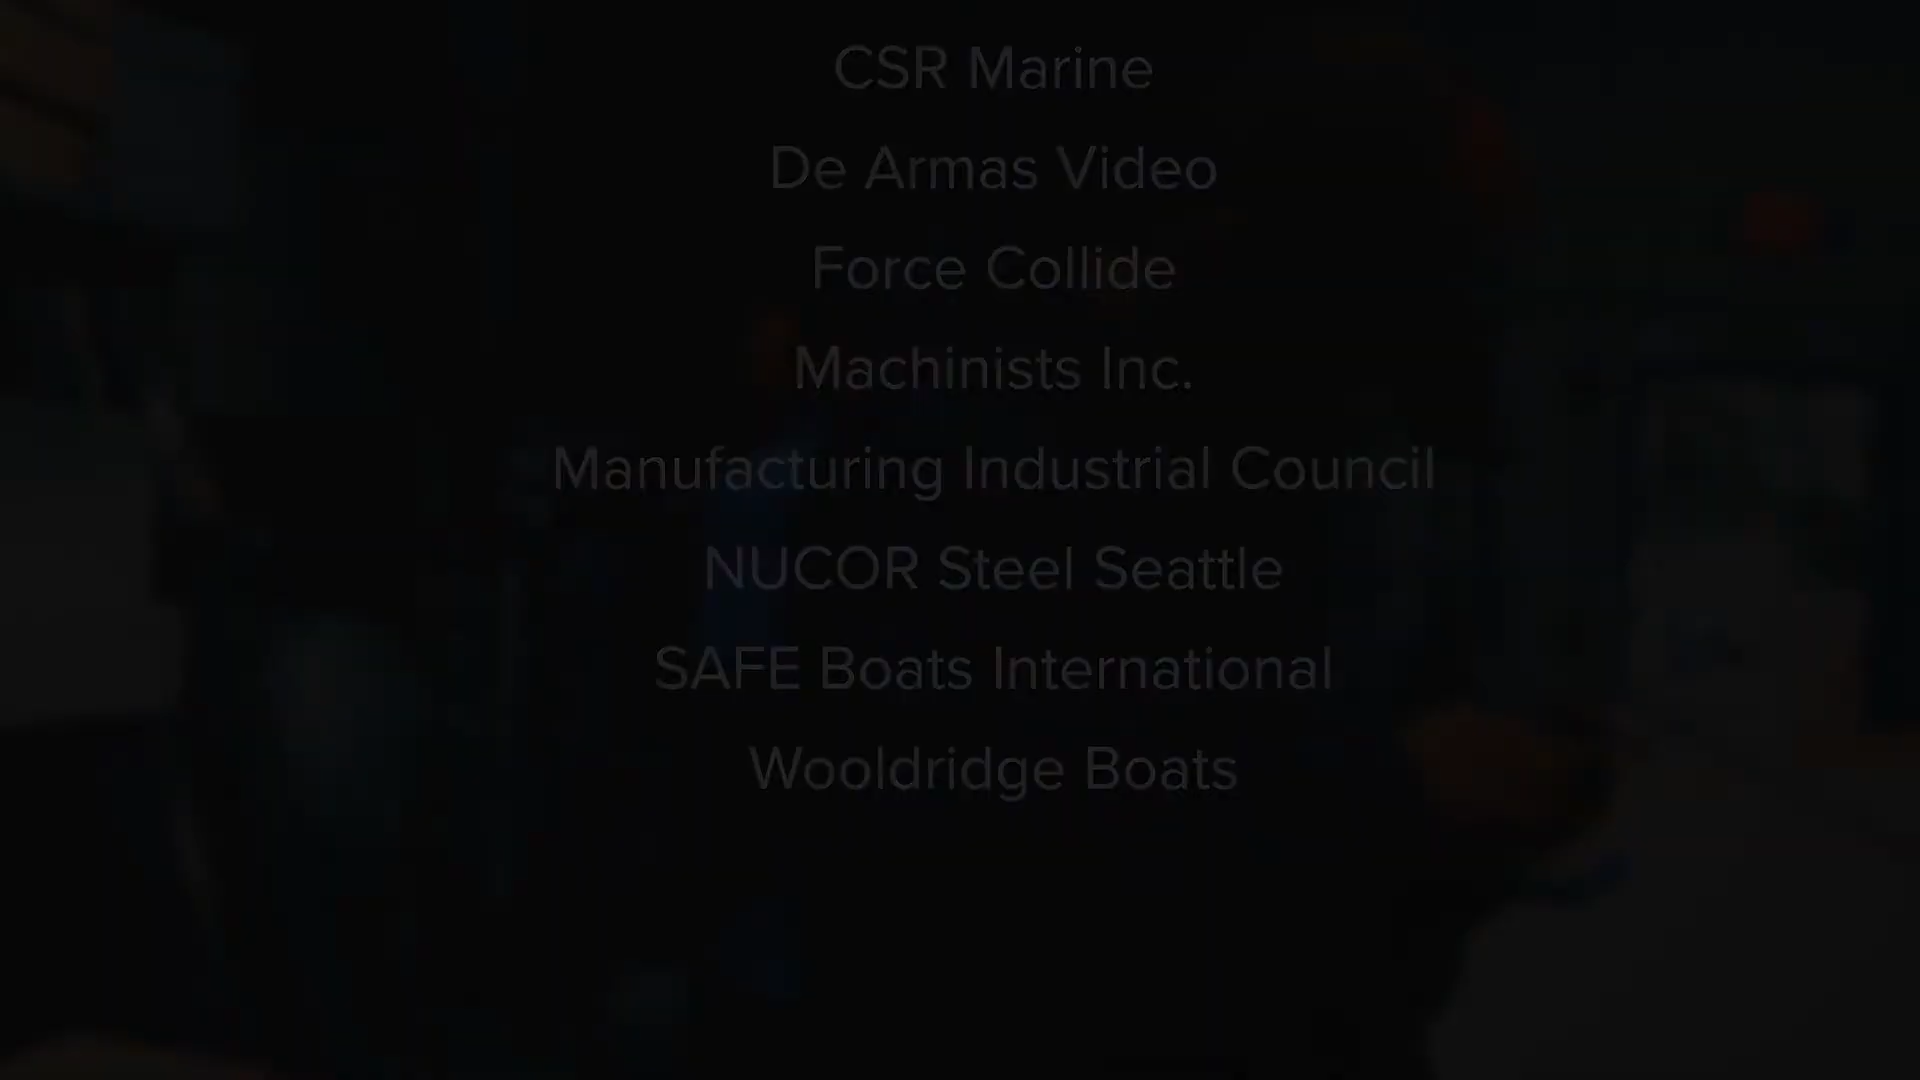 CSR Marine
De Armas Video
Force Collide
Machinists Inc.
Manufacturing Industrial Council
NUCOR Steel Seattle
SAFE Boats International
Wooldridge Boats